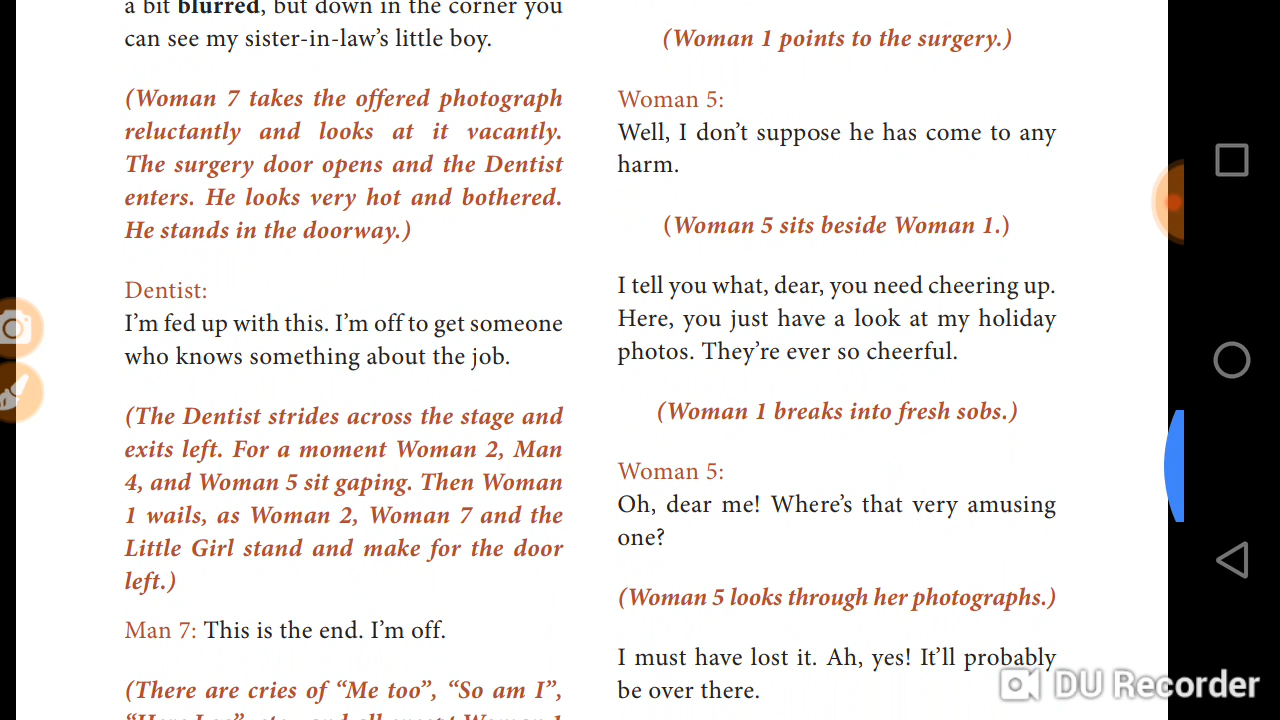 a bit blurred, but down in the corner you
can see my sister-in-law's little boy.
(Woman 7 takes the offered photograph
reluctantly and looks at it vacantly.
The surgery door opens and the Dentist
enters. He looks very hot and bothered.
He stands in the doorway.)
Dentist:
I'm fed up with this. I'm off to get someone
who knows something about the job.
(The Dentist strides across the stage and
exits left. For a moment Woman 2, Man
4, and Woman 5 sit gaping. Then Woman
1 wails, as Woman 2, Woman 7 and the
Little Girl stand and make for the door
left.)
Man 7: This is the end. I'm off.
(There are cries of “Me too”, “So am I”,
(Woman 1 points to the surgery.)
Woman 5:
Well, I don't suppose he has come to any
harm.
(Woman 5 sits beside Woman 1.)
I tell you what, dear, you need cheering up.
Here, you just have a look at my holiday
photos. They're ever so cheerful.
(Woman 1 breaks into fresh sobs.)
Woman 5:
Oh, dear me! Where's that very amusing
one?
(Woman 5 looks through her photographs.)
I must have lost it. Ah, yes! It'll probably
be over there.
DU Recorder